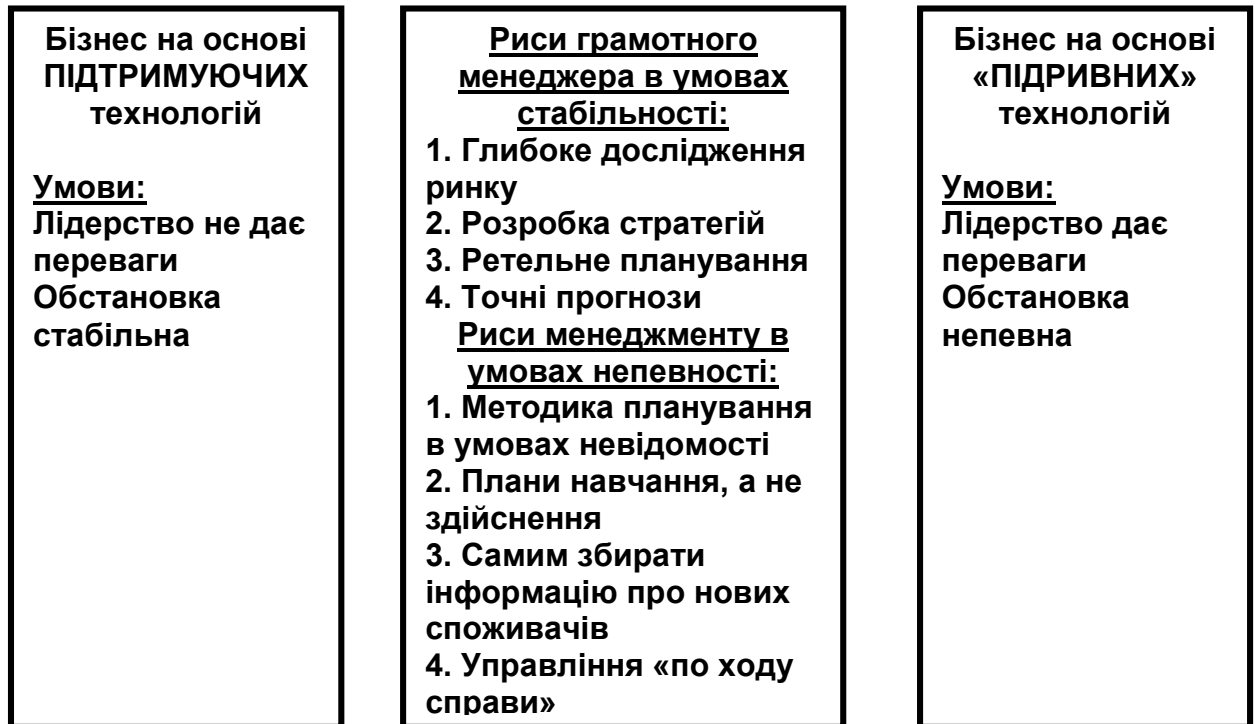 Бізнес на основі
ПІДТРИМУЮЧИХ
технологій
Умови:
Лідерство не дає
переваги
Обстановка
стабільна
Риси грамотного
менеджера в умовах
стабільності:
1. Глибоке дослідження
ринку
2. Розробка стратегій
3. Ретельне планування
4. Точні прогнози
Риси менеджменту в
умовах непевності:
1. Методика планування
в умовах невідомості
2. Плани навчання, а не
здійснення
3. Самим збирати
інформацію про нових
споживачів
4. Управління «по ходу
справи»
Бізнес на основі
«ПІДРИВНИХ»
технологій
Умови:
Лідерство дає
переваги
Обстановка
непевна